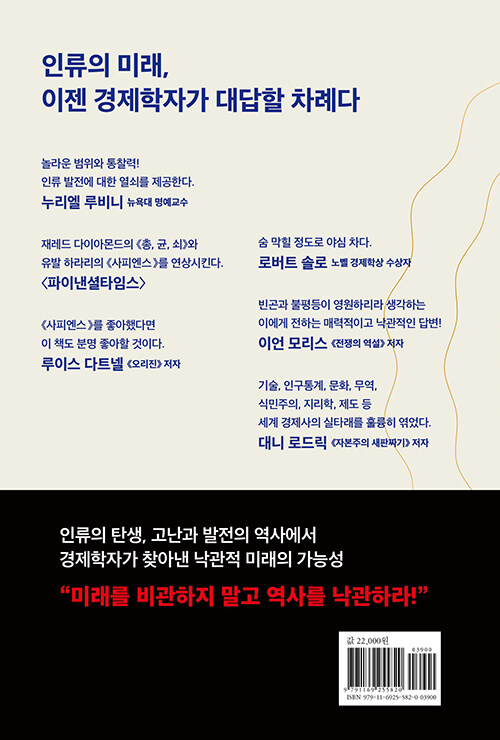 인류의 미래,
이젠 경제학자가 대답할 차례다
놀라운 범위와 통찰력!
인류 발전에 대한 열쇠를 제공한다.
누리엘 루비니 뉴욕대 명예교수
재레드 다이아몬드의 《총, 균, 쇠》와
유발 하라리의 《사피엔스》를 연상시킨다.
〈파이낸셜타임스〉
《사피엔스》를 좋아했다면
이 책도 분명 좋아할 것이다.
루이스 다트넬 《오리진》 저자
숨 막힐 정도로 야심 차다.
로버트 솔로 노벨 경제학상 수상자
빈곤과 불평등이 영원하리라 생각하는
이에게 전하는 매력적이고 낙관적인 답변!
이언 모리스 《전쟁의 역설》 저자
기술, 인구통계, 문화, 무역,
식민주의, 지리학, 제도 등
세계 경제사의 실타래를 훌륭히 엮었다.
대니 로드릭 《자본주의 새판짜기》 저자
인류의 탄생, 고난과 발전의 역사에서
경제학자가 찾아낸 낙관적 미래의 가능성
“미래를 비관하지 말고 역사를 낙관하라!”
값 22,000원
03900
9 791169 255820
ISBN 979-11-6925-582-0 03900